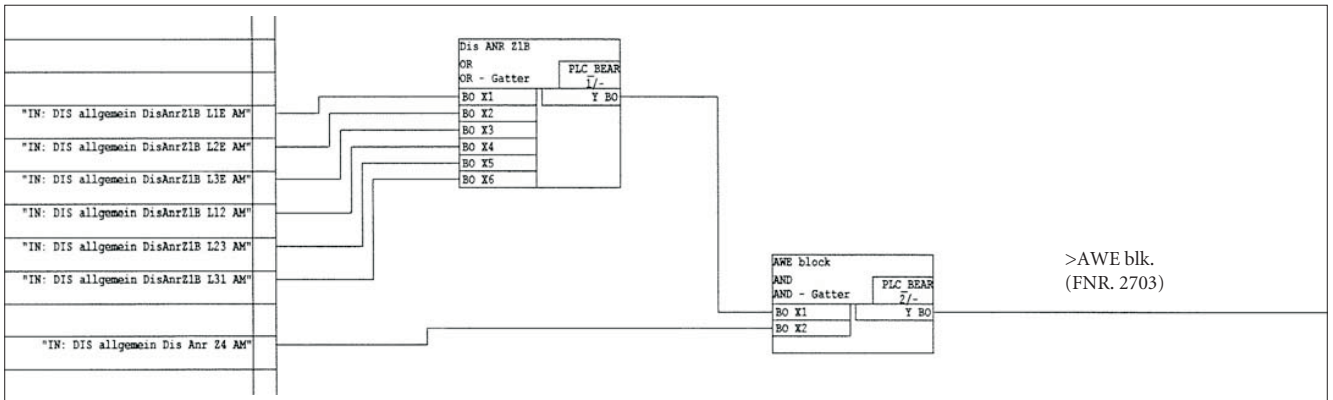 Dis ANR Z1B
OR
OR - Gatter
PLC_BEAR
1/-
BO X1
Y BO
BO X2
BO X3
BO X4
BO X5
BO X6
"IN: DIS allgemein DisAnrZ1B L1E AM"
"IN: DIS allgemein DisAnrZ1B L2E AM"
"IN: DIS allgemein DisAnrZ1B L3E AM"
"IN: DIS allgemein DisAnrZ1B L12 AM"
"IN: DIS allgemein DisAnrZ1B L23 AM"
"IN: DIS allgemein DisAnrZ1B L31 AM"
"IN: DIS allgemein Dis Anr Z4 AM"
AWE block
AND
AND - Gatter
PLC_BEAR
2/-
BO X1
Y BO
BO X2
>AWE blk.
(FNR. 2703)